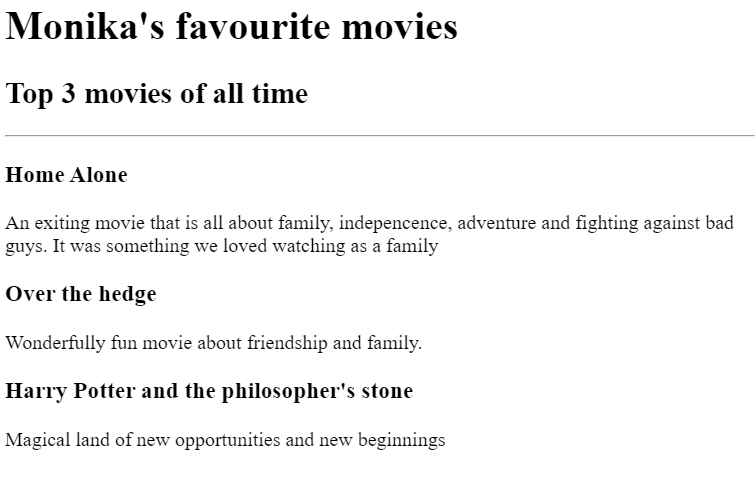 Monika's favourite movies
Top 3 movies of all time
Home Alone
An exiting movie that is all about family, indepencence, adventure and fighting against bad
guys. It was something we loved watching as a family
Over the hedge
Wonderfully fun movie about friendship and family.
Harry Potter and the philosopher's stone
Magical land of new opportunities and new beginnings